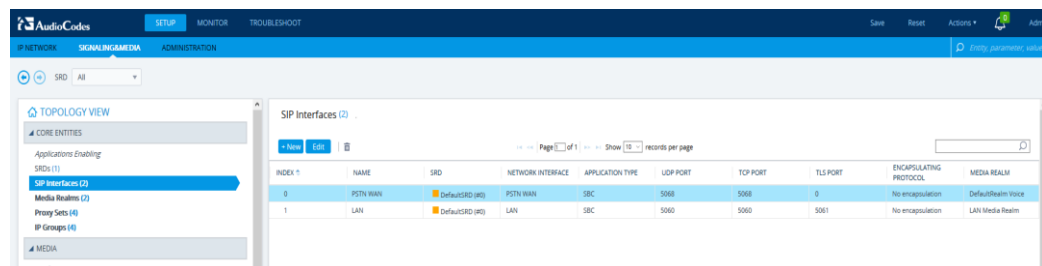 AudioCodes SETUP MONITOR TROUBLESHOOT Save Reset Actions 0
IP NETWORK SIGNALING&MEDIA ADMINISTRATION Entity, parameter, value
SRD All
TOPOLOGY VIEW
CORE ENTITIES
Applications Enabling
SRDs (1)
SIP Interfaces (2)
Media Realms (2)
Proxy Sets (4)
IP Groups (4)
MEDIA
SIP Interfaces (2)
+ New Edit Page 1 of 1 Show 10 records per page
INDEX NAME SRD NETWORK INTERFACE APPLICATION TYPE UDP PORT TCP PORT TLS PORT ENCAPSULATING PROTOCOL MEDIA REALM
0 PSTN WAN DefaultSRD (#0) PSTN WAN SBC 5068 5068 0 No encapsulation DefaultRealm Voice
1 LAN DefaultSRD (#0) LAN SBC 5060 5060 5061 No encapsulation LAN Media Realm